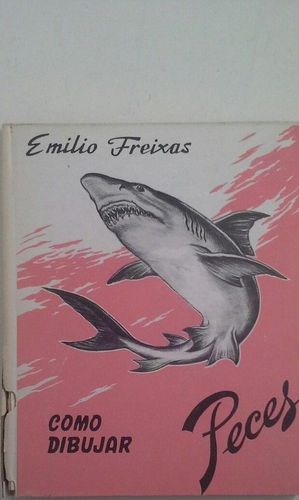 Emilio Freixas
COMO
DIBUJAR
Peces